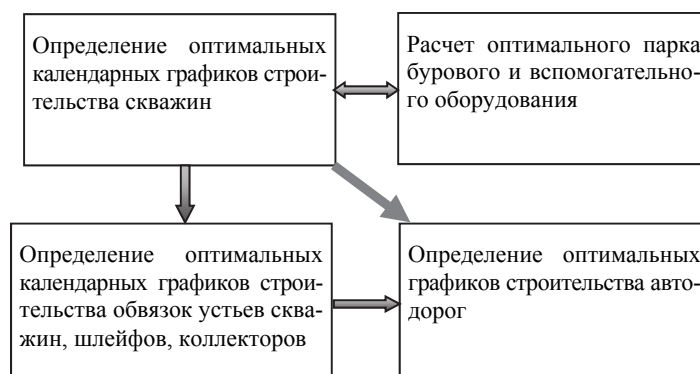 Определение оптимальных
календарных графиков строи-
тельства скважин
Расчет оптимального парка
бурового и вспомогательно-
го оборудования
Определение оптимальных
календарных графиков строи-
тельства обвязок устьев сква-
жин, шлейфов, коллекторов
Определение оптимальных
графиков строительства авто-
дорог